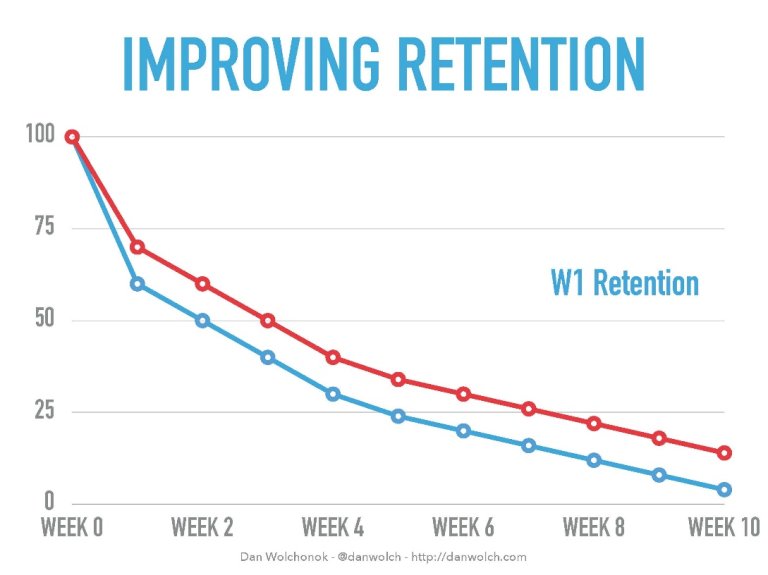 IMPROVING RETENTION
100
75
50
25
0
W1 Retention
WEEK 0 WEEK 2 WEEK 4 WEEK 6 WEEK 8 WEEK 10
Dan Wolchonok - @danwolch - http://danwolch.com